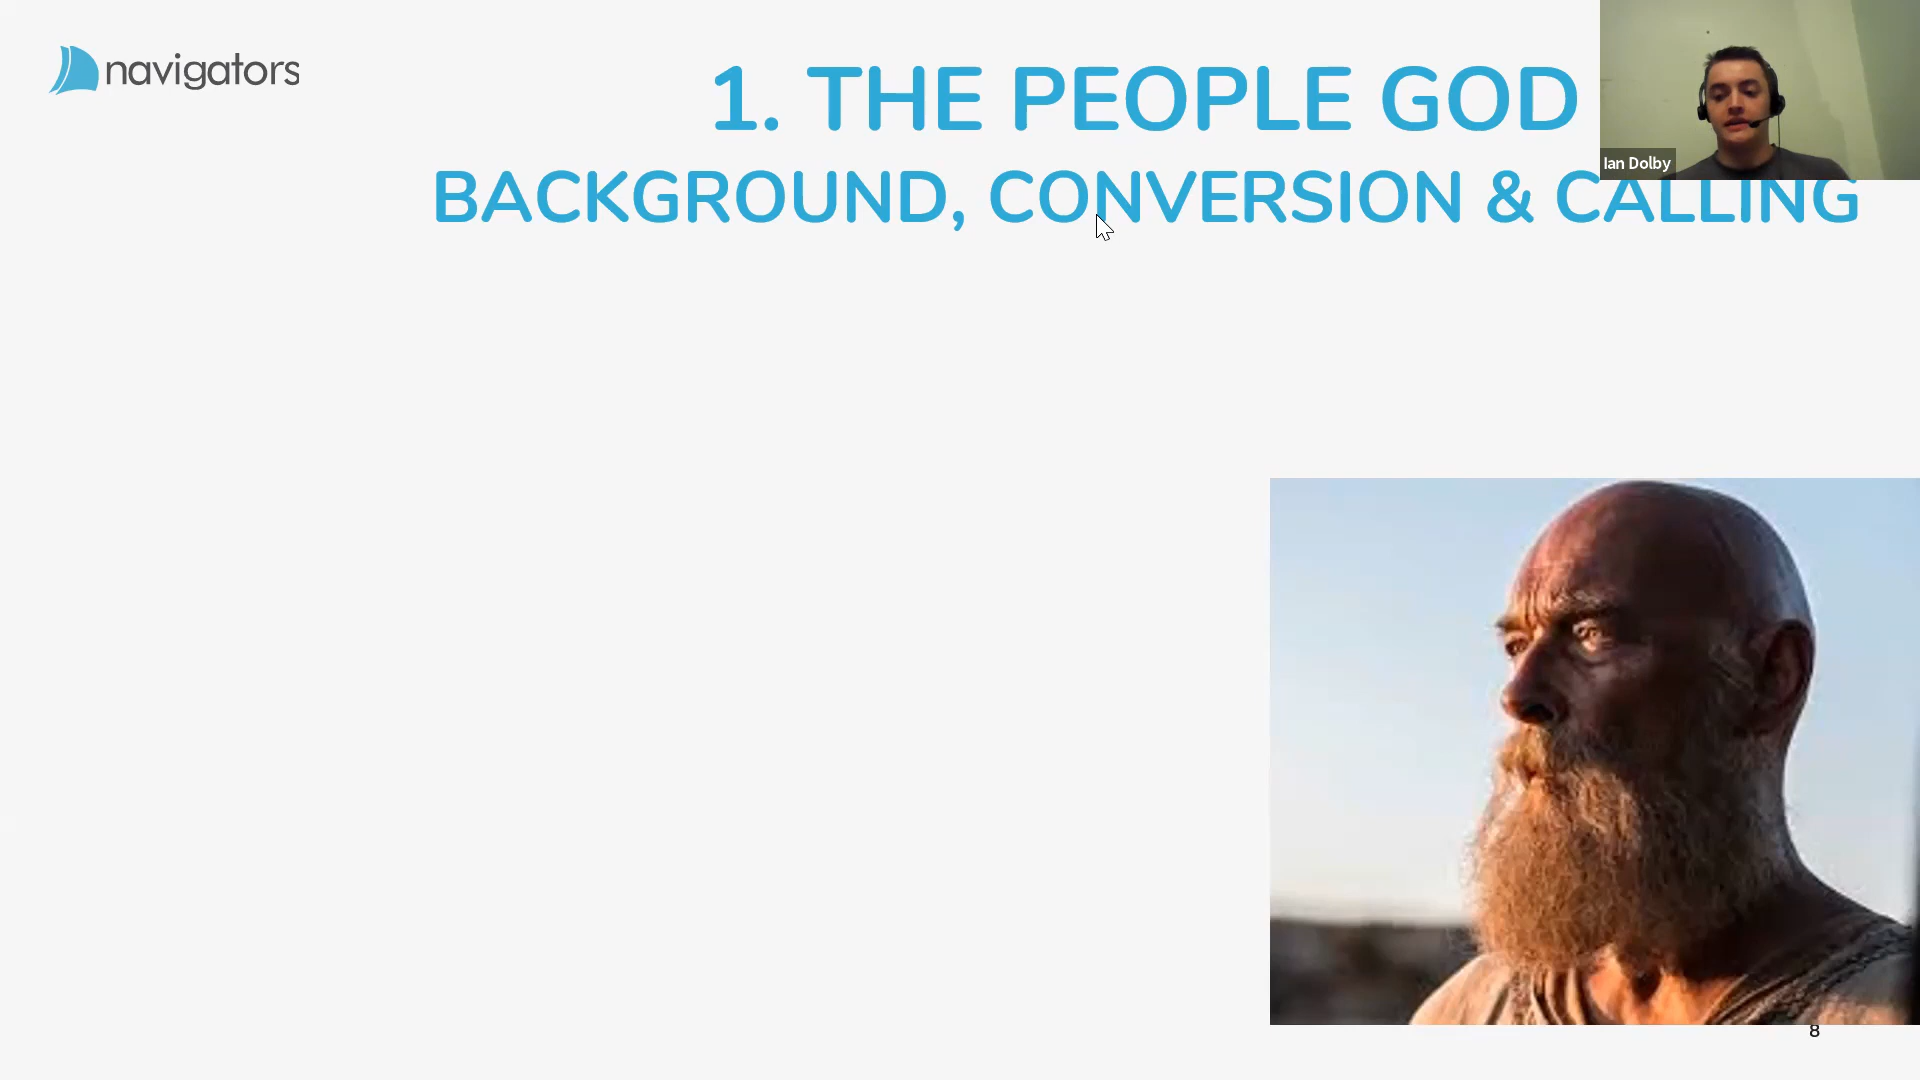 navigators
1. THE PEOPLE GOD
BACKGROUND, CONVERSION & CALLING
Ian Dolby
8